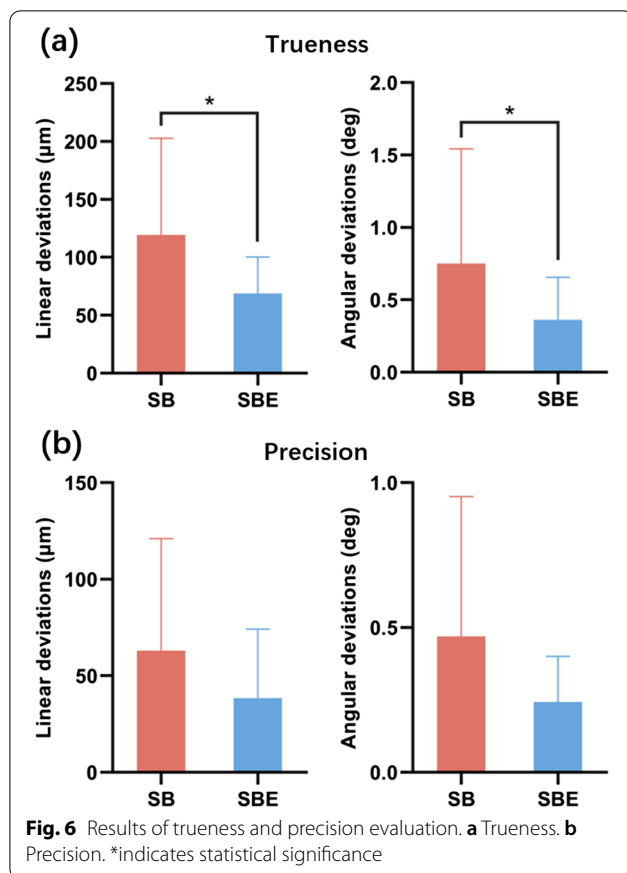 (a)
Trueness
Linear deviations (μm)
250
200
150
100
50
0
*
SB
SBE
Angular deviations (deg)
2.0
1.5
1.0
0.5
0.0
*
SB
SBE
(b)
Precision
Linear deviations (μm)
150
100
50
0
SB
SBE
Angular deviations (deg)
1.0
0.5
0.0
SB
SBE
Fig. 6 Results of trueness and precision evaluation. a Trueness. b
Precision. *indicates statistical significance